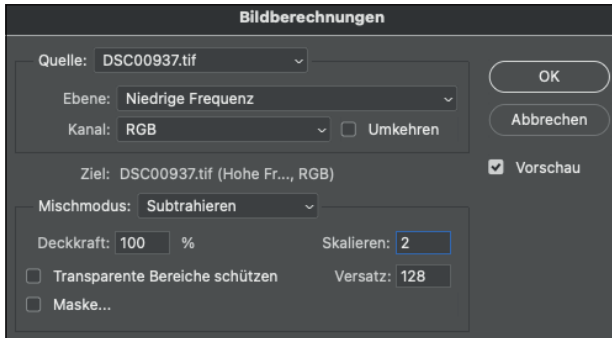 Bildberechnungen
Quelle: DSC00937.tif
OK
Ebene: Niedrige Frequenz
Abbrechen
Kanal: RGB Umkehren
Ziel: DSC00937.tif (Hohe Fr..., RGB)
Vorschau
Mischmodus: Subtrahieren
Deckkraft: 100 % Skalieren: 2
Transparente Bereiche schützen Versatz: 128
Maske...